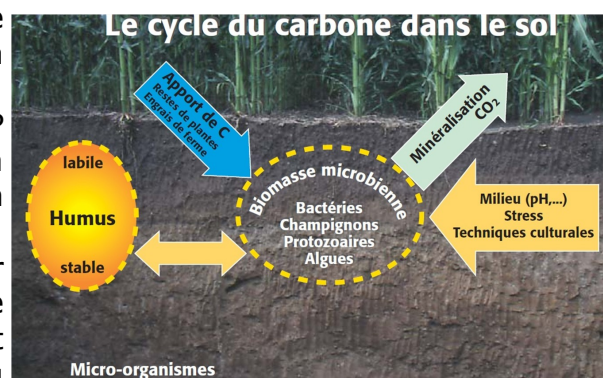 Le cycle du carbone dans le sol
Apport de C
Restes de plantes
Engrais de ferme
Minéralisation
CO₂
labile
Humus
stable
Biomasse microbienne
Bactéries
Champignons
Protozoaires
Algues
Milieu (pH,...)
Stress
Techniques culturales
Micro-organismes